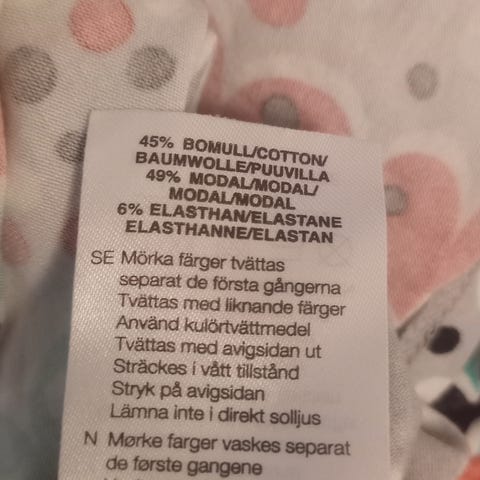 45% BOMULL/COTTON/
BAUMWOLLE/PUUVILLA
49% MODAL/MODAL/
MODAL/MODAL
6% ELASTHAN/ELASTANE
ELASTHANNE/ELASTAN
SE Mörka färger tvättas
separat de första gångerna
Tvättas med liknande färger
Använd kulörtvättmedel
Tvättas med avigsidan ut
Sträckes i vått tillstånd
Stryk på avigsidan
Lämna inte i direkt solljus
N Mørke farger vaskes separat
de første gangene